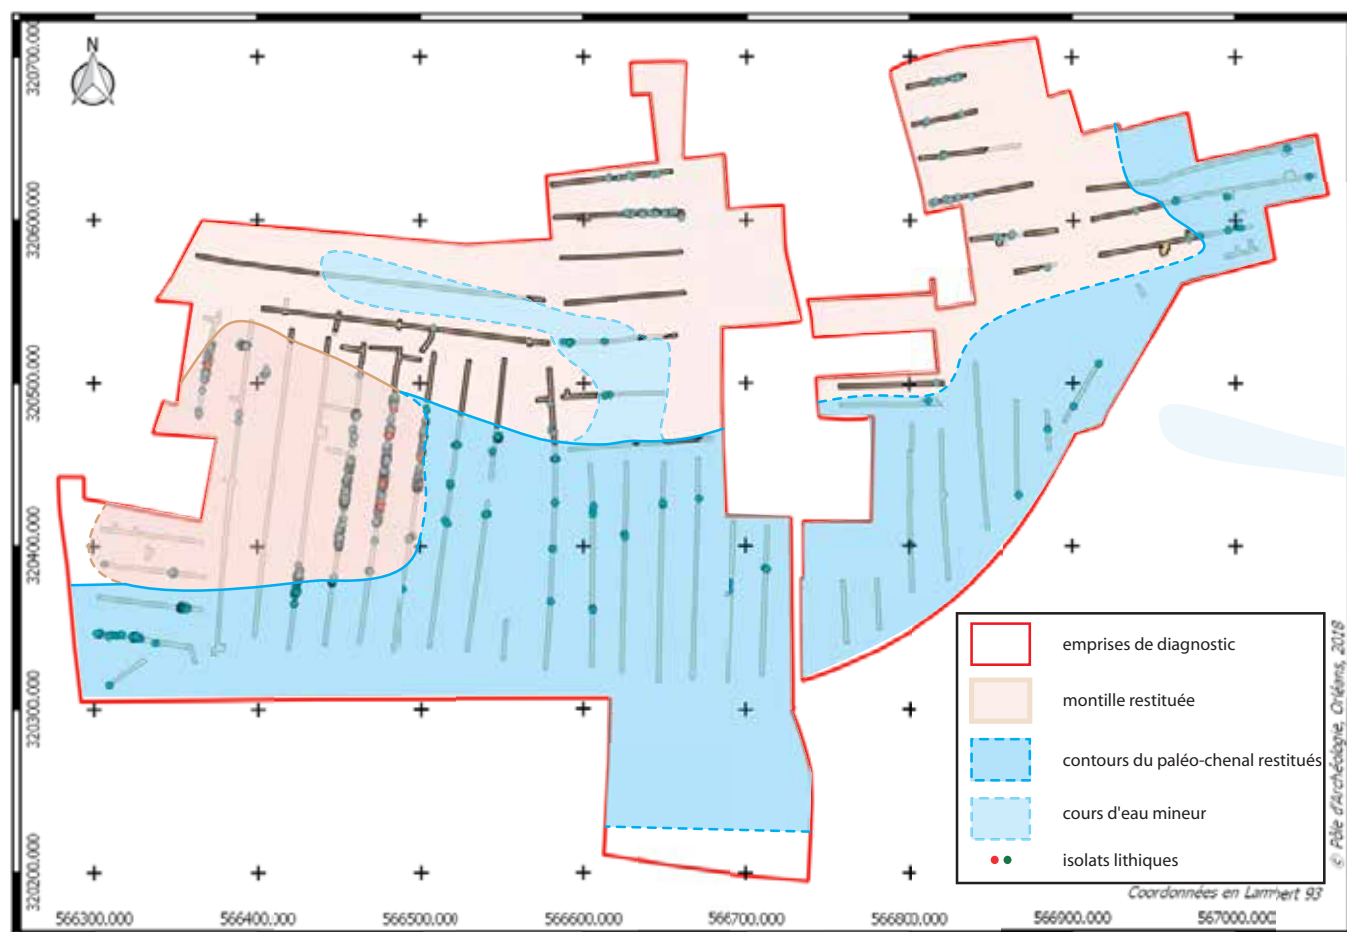 N
320700.000
320600.000
320500.000
320400.000
320300.000
320200.000
emprises de diagnostic
montille restituée
contours du paléo-chenal restitués
cours d'eau mineur
isolats lithiques
© Pôle d'Archéologie, Orléans, 2018
Coordonnées en Lambert 93
566300.000 566400.000 566500.000 566600.000 566700.000 566800.000 566900.000 567000.000